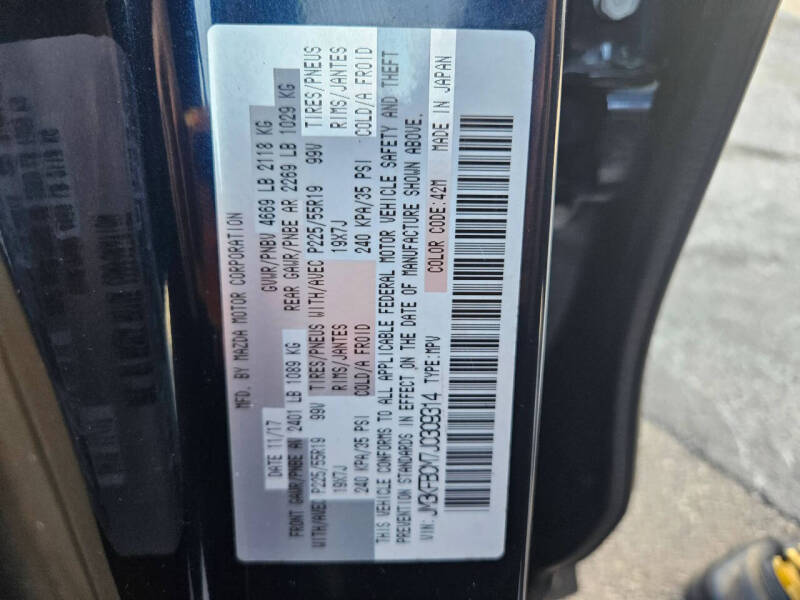 MFD. BY MAZDA MOTOR CORPORATION
DATE 11/17 GVWR/PNBV 4669 LB 2118 KG
FRONT GAWR/PNBE AV 2401 LB 1089 KG REAR GAWR/PNBE AR 2269 LB 1029 KG
WITH/AVEC P225/55R19 99V TIRES/PNEUS WITH/AVEC P225/55R19 99V TIRES/PNEUS
19X7J RIMS/JANTES 19X7J RIMS/JANTES
240 KPA/35 PSI COLD/A FROID 240 KPA/35 PSI COLD/A FROID
THIS VEHICLE CONFORMS TO ALL APPLICABLE FEDERAL MOTOR VEHICLE SAFETY AND THEFT
PREVENTION STANDARDS IN EFFECT ON THE DATE OF MANUFACTURE SHOWN ABOVE.
VIN: JM3KFBCM7J0309314 TYPE: MPV COLOR CODE: 42M MADE IN JAPAN